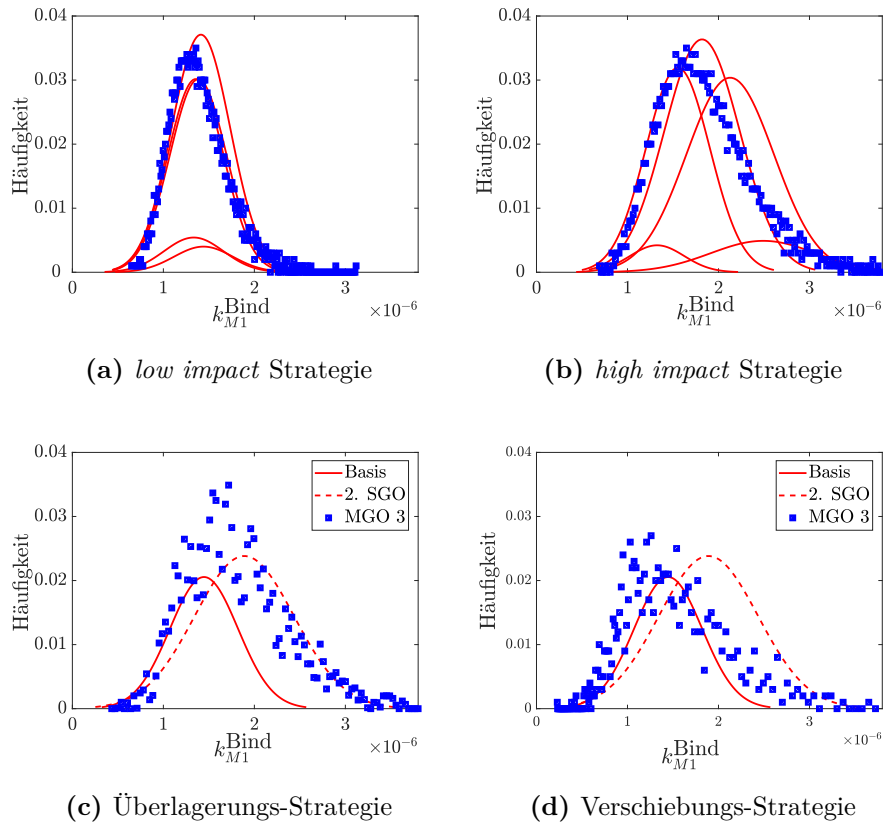 0.04
0.03
0.02
0.01
0
Häufigkeit
0 1 2 3
×10⁻⁶
k_{M1}^{Bind}
(a) low impact Strategie
0.04
0.03
0.02
0.01
0
Häufigkeit
0 1 2 3
×10⁻⁶
k_{M1}^{Bind}
(b) high impact Strategie
0.04
0.03
0.02
0.01
0
Häufigkeit
Basis
2. SGO
MGO 3
0 1 2 3
×10⁻⁶
k_{M1}^{Bind}
(c) Überlagerungs-Strategie
0.04
0.03
0.02
0.01
0
Häufigkeit
Basis
2. SGO
MGO 3
0 1 2 3
×10⁻⁶
k_{M1}^{Bind}
(d) Verschiebungs-Strategie